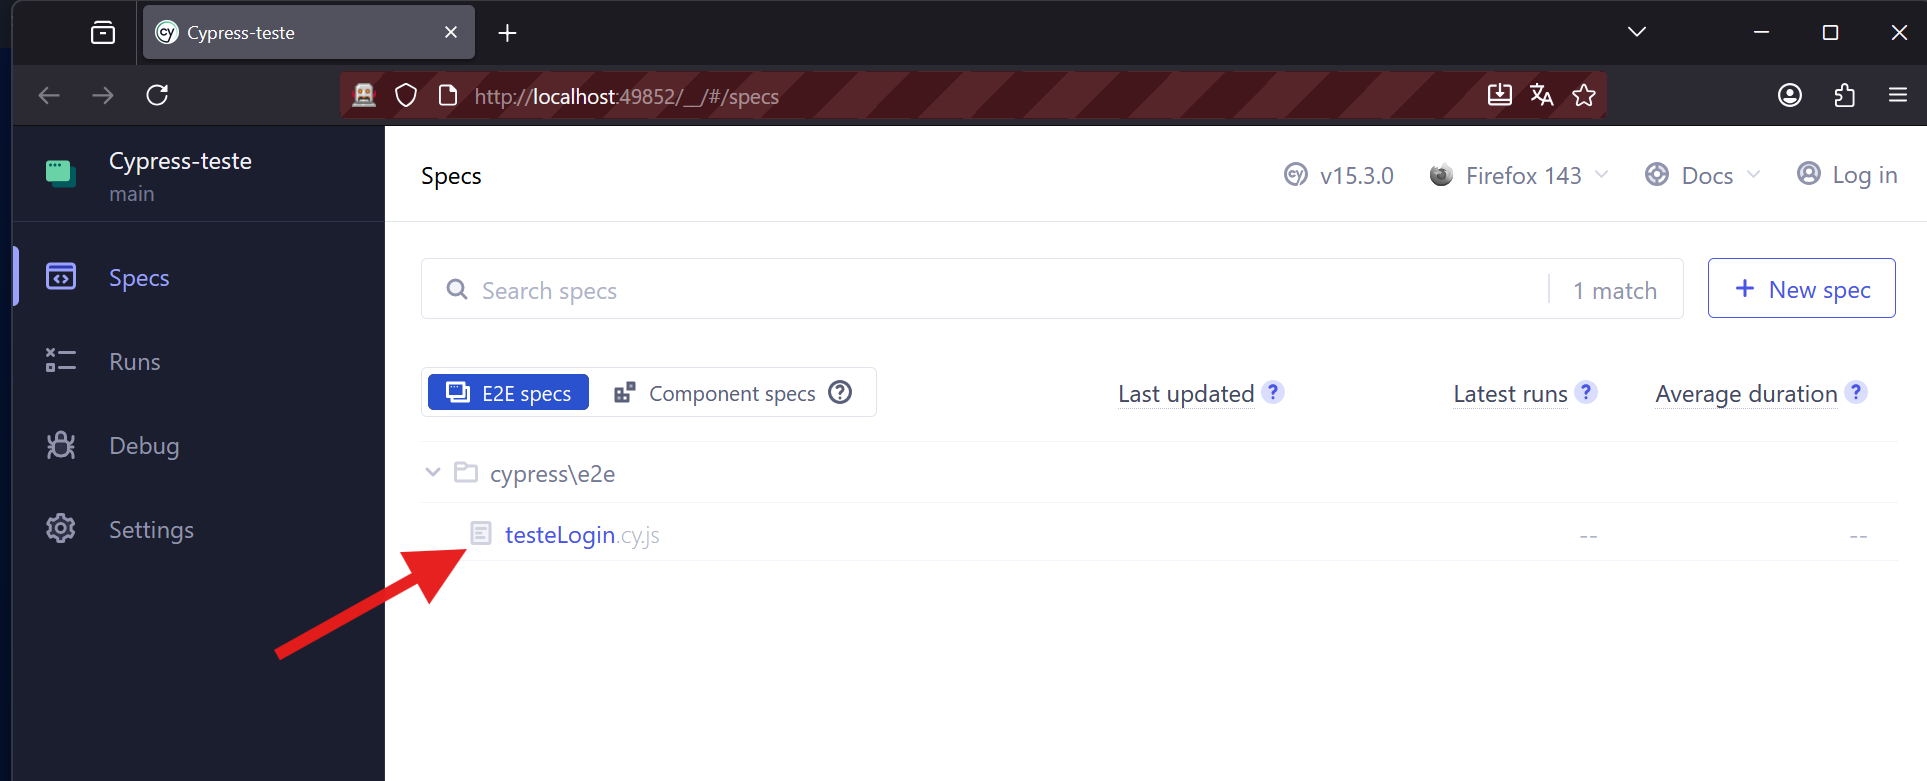 Cypress-teste
http://localhost:49852/__/#/specs
Cypress-teste
main
Specs
Runs
Debug
Settings
Specs
v15.3.0
Firefox 143
Docs
Log in
Search specs
1 match
+ New spec
E2E specs
Component specs ?
Last updated ?
Latest runs ?
Average duration ?
cypress\e2e
testeLogin.cy.js
-- --